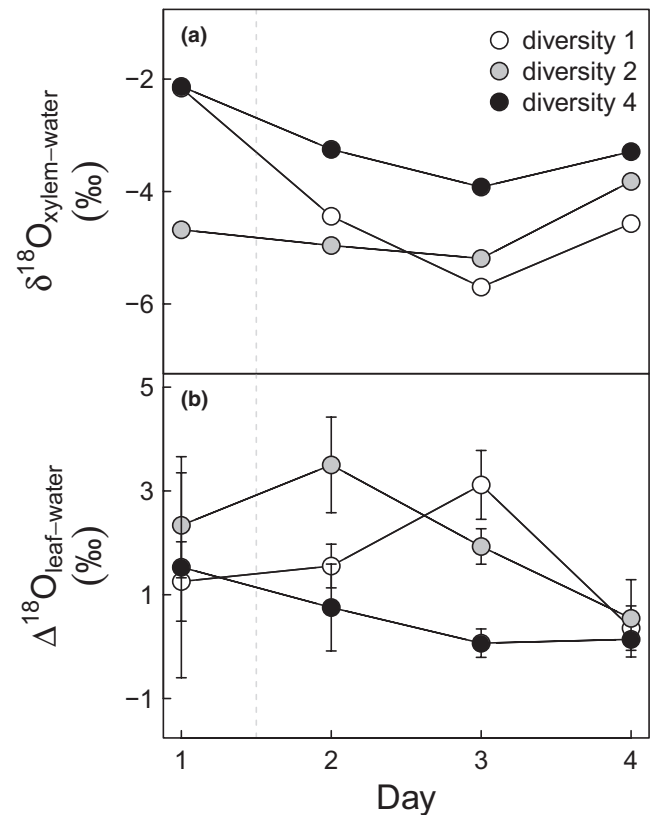 (a)
diversity 1
diversity 2
diversity 4
−2
−4
−6
δ¹⁸Oxylem−water
(‰)
(b)
5
3
1
−1
Δ¹⁸Oleaf−water
(‰)
1 2 3 4
Day